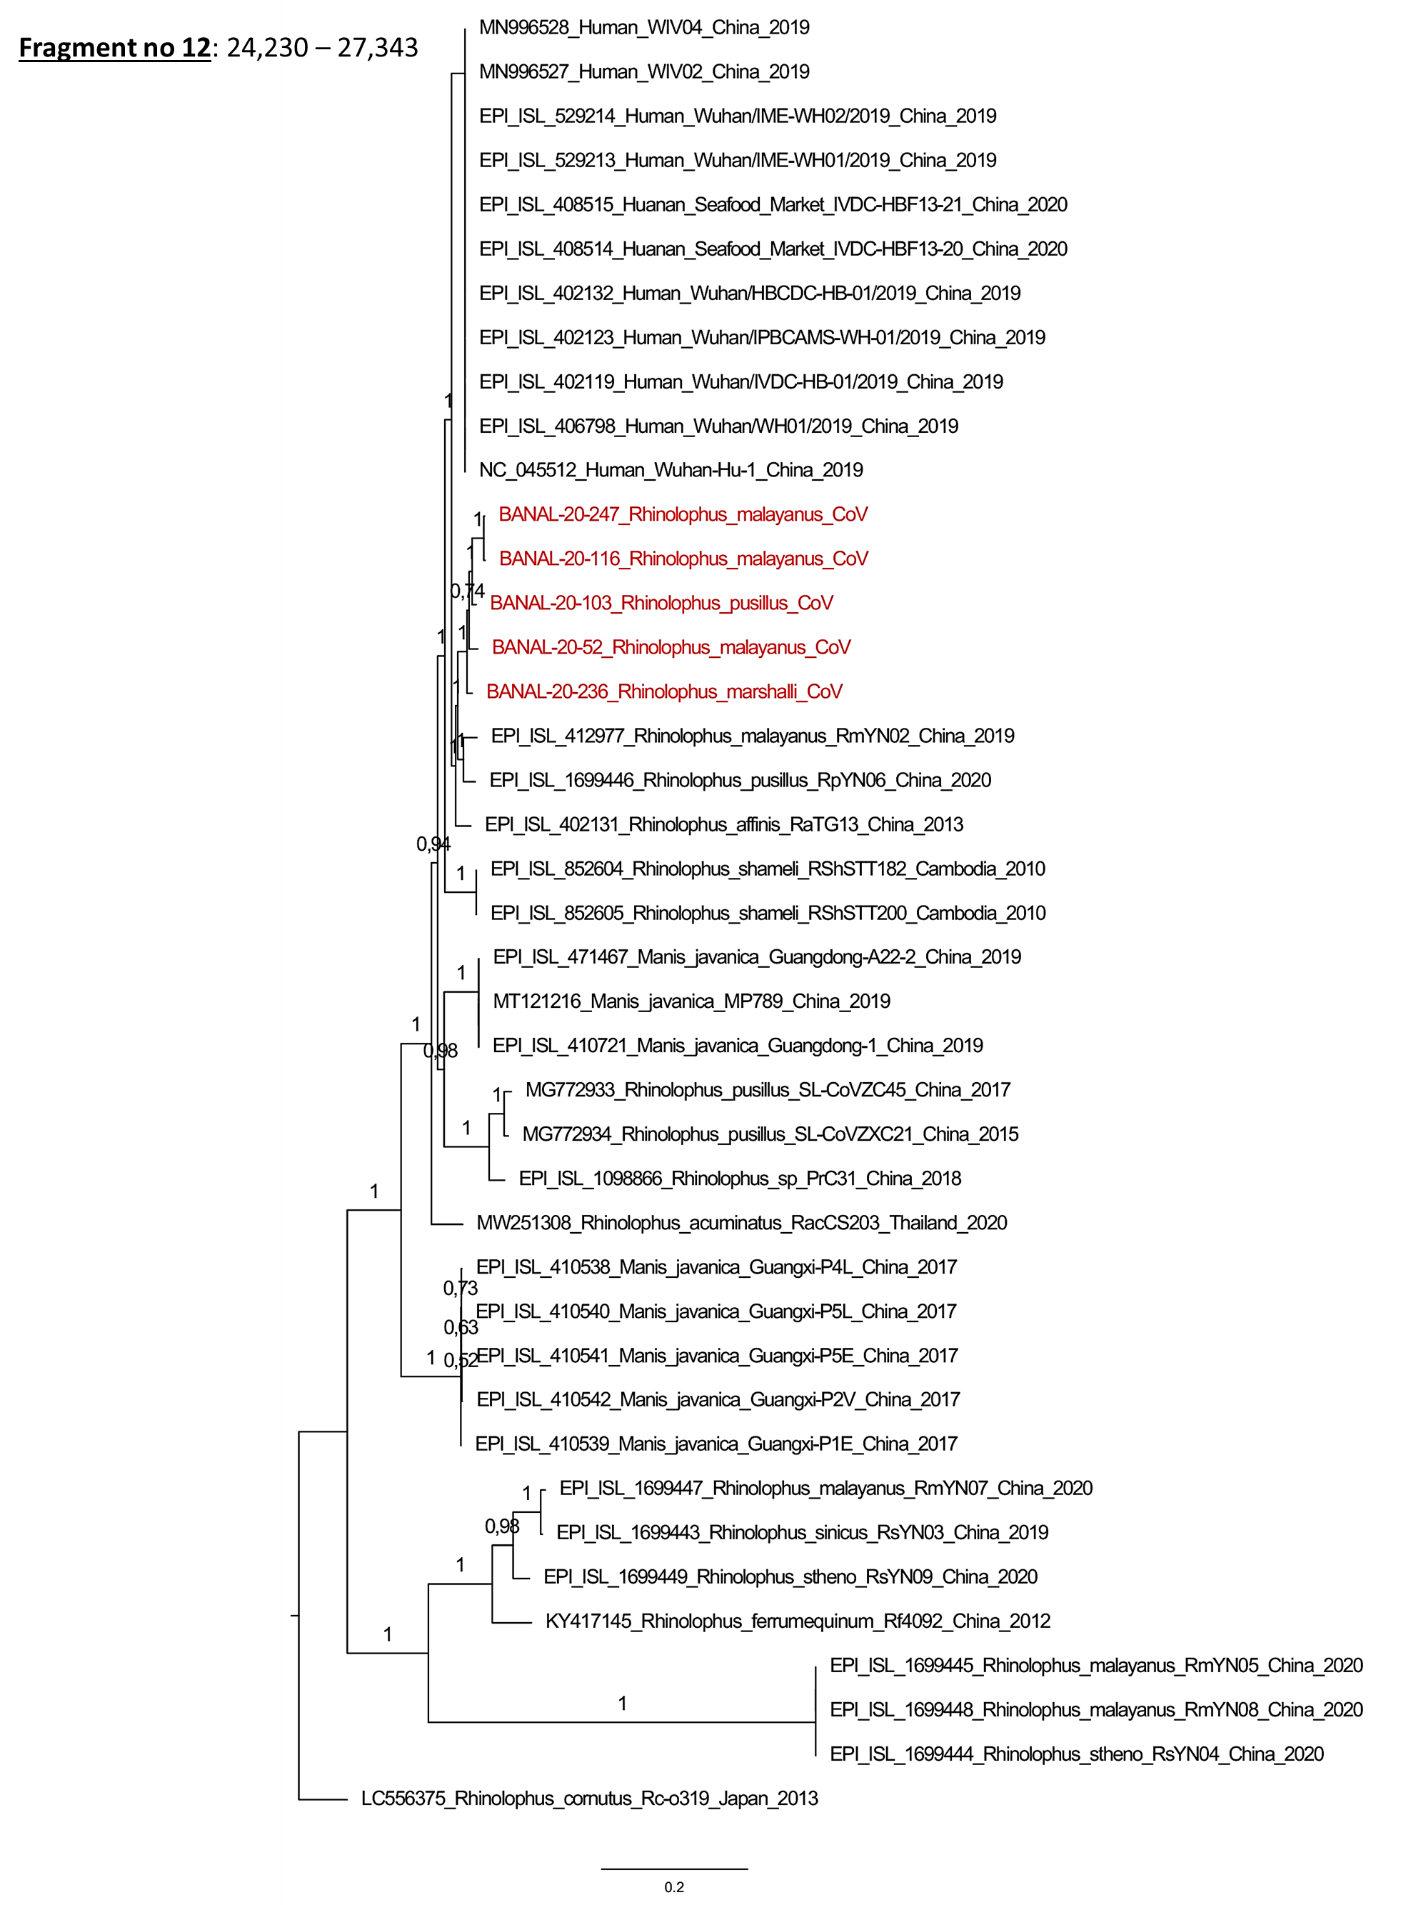 Fragment no 12: 24,230 – 27,343
MN996528_Human_WIV04_China_2019
MN996527_Human_WIV02_China_2019
EPI_ISL_529214_Human_Wuhan/IME-WH02/2019_China_2019
EPI_ISL_529213_Human_Wuhan/IME-WH01/2019_China_2019
EPI_ISL_408515_Huanan_Seafood_Market_IVDC-HBF13-21_China_2020
EPI_ISL_408514_Huanan_Seafood_Market_IVDC-HBF13-20_China_2020
EPI_ISL_402132_Human_Wuhan/HBCDC-HB-01/2019_China_2019
EPI_ISL_402123_Human_Wuhan/IPBCAMS-WH-01/2019_China_2019
EPI_ISL_402119_Human_Wuhan/IVDC-HB-01/2019_China_2019
1
EPI_ISL_406798_Human_Wuhan/WH01/2019_China_2019
NC_045512_Human_Wuhan-Hu-1_China_2019
1 BANAL-20-247_Rhinolophus_malayanus_CoV
1 BANAL-20-116_Rhinolophus_malayanus_CoV
0,74
BANAL-20-103_Rhinolophus_pusillus_CoV
1 1
BANAL-20-52_Rhinolophus_malayanus_CoV
1
BANAL-20-236_Rhinolophus_marshalli_CoV
EPI_ISL_412977_Rhinolophus_malayanus_RmYN02_China_2019
1 1
EPI_ISL_1699446_Rhinolophus_pusillus_RpYN06_China_2020
EPI_ISL_402131_Rhinolophus_affinis_RaTG13_China_2013
0,94
1 EPI_ISL_852604_Rhinolophus_shameli_RShSTT182_Cambodia_2010
EPI_ISL_852605_Rhinolophus_shameli_RShSTT200_Cambodia_2010
EPI_ISL_471467_Manis_javanica_Guangdong-A22-2_China_2019
1
MT121216_Manis_javanica_MP789_China_2019
1
EPI_ISL_410721_Manis_javanica_Guangdong-1_China_2019
0,98
1 MG772933_Rhinolophus_pusillus_SL-CoVZC45_China_2017
1 MG772934_Rhinolophus_pusillus_SL-CoVZXC21_China_2015
EPI_ISL_1098866_Rhinolophus_sp_PrC31_China_2018
1
MW251308_Rhinolophus_acuminatus_RacCS203_Thailand_2020
EPI_ISL_410538_Manis_javanica_Guangxi-P4L_China_2017
0,73
EPI_ISL_410540_Manis_javanica_Guangxi-P5L_China_2017
0,63
1 0,52 EPI_ISL_410541_Manis_javanica_Guangxi-P5E_China_2017
EPI_ISL_410542_Manis_javanica_Guangxi-P2V_China_2017
EPI_ISL_410539_Manis_javanica_Guangxi-P1E_China_2017
1 EPI_ISL_1699447_Rhinolophus_malayanus_RmYN07_China_2020
0,98 EPI_ISL_1699443_Rhinolophus_sinicus_RsYN03_China_2019
1 EPI_ISL_1699449_Rhinolophus_stheno_RsYN09_China_2020
KY417145_Rhinolophus_ferrumequinum_Rf4092_China_2012
1
EPI_ISL_1699445_Rhinolophus_malayanus_RmYN05_China_2020
1 EPI_ISL_1699448_Rhinolophus_malayanus_RmYN08_China_2020
EPI_ISL_1699444_Rhinolophus_stheno_RsYN04_China_2020
LC556375_Rhinolophus_cornutus_Rc-o319_Japan_2013
0.2